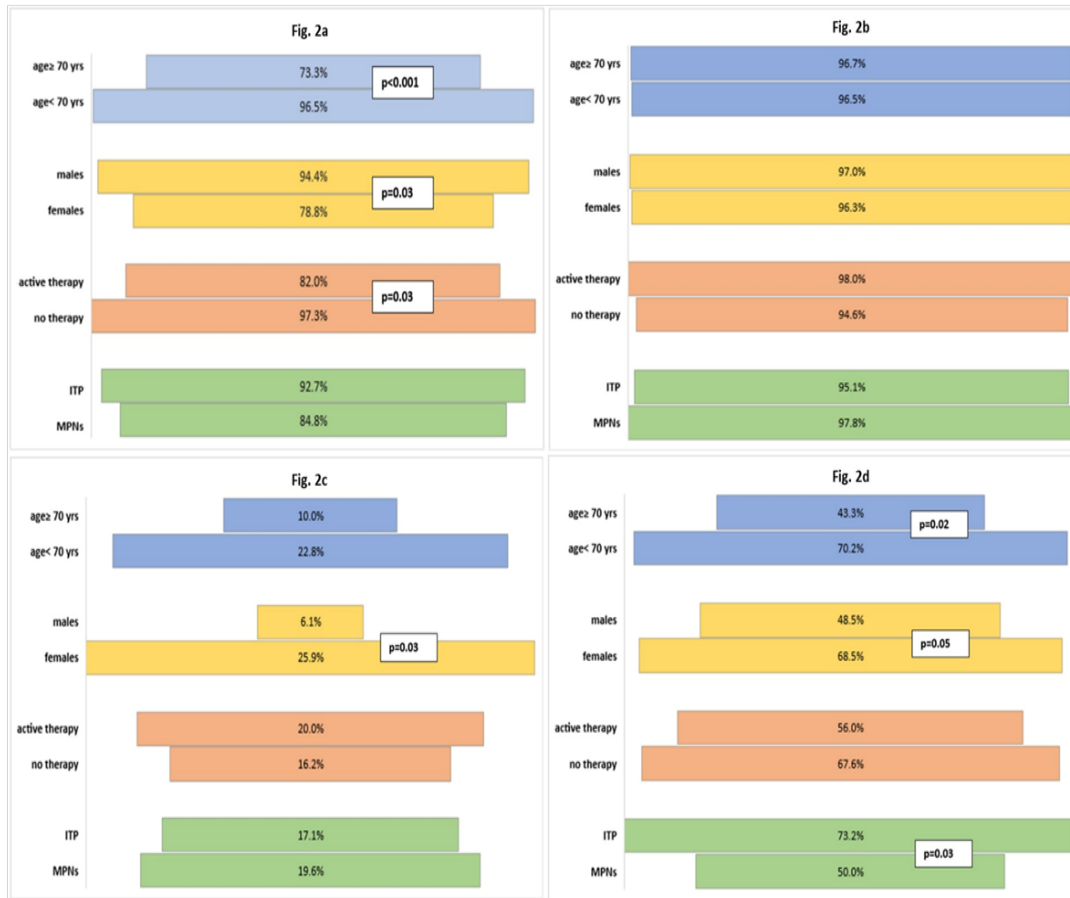 Fig. 2a
age≥ 70 yrs 73.3%
p<0.001
age< 70 yrs 96.5%
males 94.4%
p=0.03
females 78.8%
active therapy 82.0%
p=0.03
no therapy 97.3%
ITP 92.7%
MPNs 84.8%
Fig. 2b
age≥ 70 yrs 96.7%
age< 70 yrs 96.5%
males 97.0%
females 96.3%
active therapy 98.0%
no therapy 94.6%
ITP 95.1%
MPNs 97.8%
Fig. 2c
age≥ 70 yrs 10.0%
age< 70 yrs 22.8%
males 6.1%
p=0.03
females 25.9%
active therapy 20.0%
no therapy 16.2%
ITP 17.1%
MPNs 19.6%
Fig. 2d
age≥ 70 yrs 43.3%
p=0.02
age< 70 yrs 70.2%
males 48.5%
p=0.05
females 68.5%
active therapy 56.0%
no therapy 67.6%
ITP 73.2%
p=0.03
MPNs 50.0%